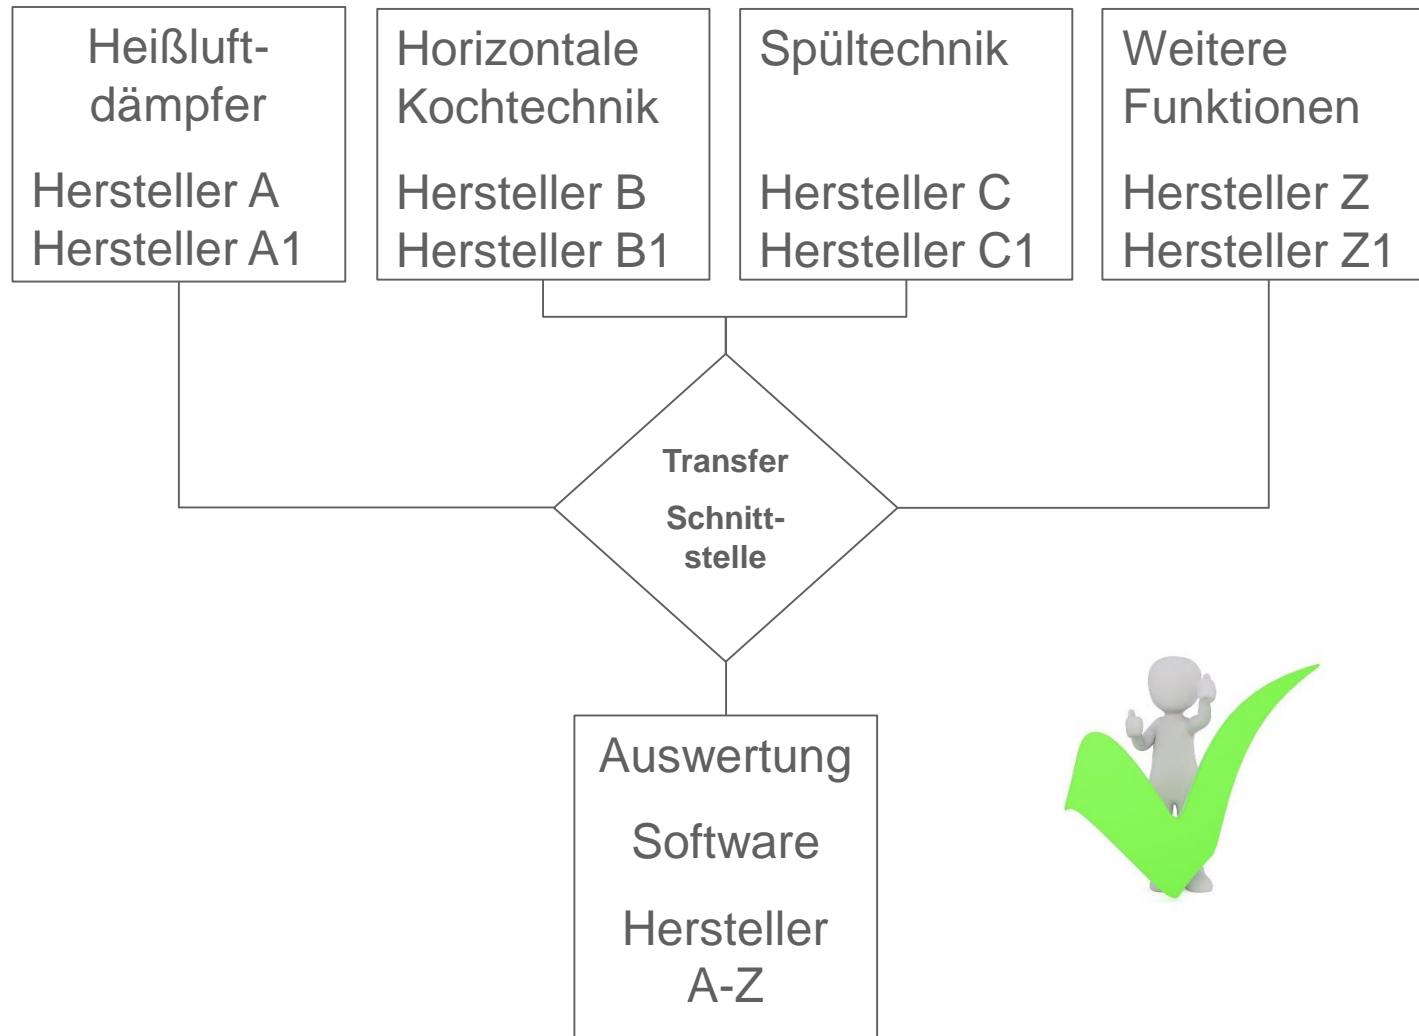 Heißluft-
dämpfer
Hersteller A
Hersteller A1
Horizontale
Kochtechnik
Hersteller B
Hersteller B1
Spültechnik
Hersteller C
Hersteller C1
Weitere
Funktionen
Hersteller Z
Hersteller Z1
Transfer
Schnitt-
stelle
Auswertung
Software
Hersteller
A-Z